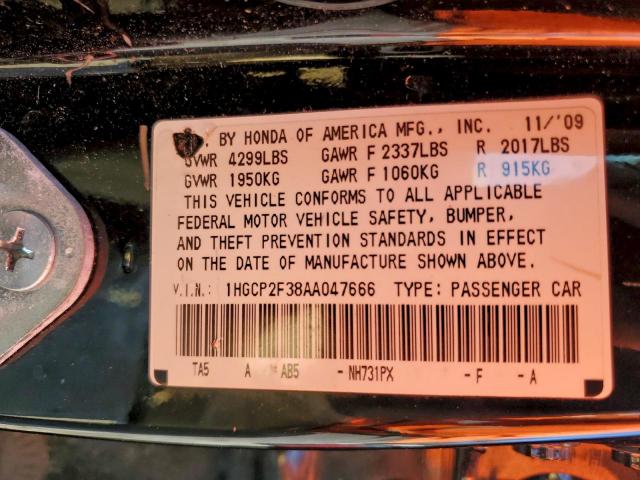 . BY HONDA OF AMERICA MFG., INC. 11/'09
GVWR 4299LBS GAWR F 2337LBS R 2017LBS
GVWR 1950KG GAWR F 1060KG R 915KG
THIS VEHICLE CONFORMS TO ALL APPLICABLE
FEDERAL MOTOR VEHICLE SAFETY, BUMPER,
AND THEFT PREVENTION STANDARDS IN EFFECT
ON THE DATE OF MANUFACTURE SHOWN ABOVE.
V.I.N.: 1HGCP2F38AA047666 TYPE: PASSENGER CAR
TA5 A *AB5 -NH731PX -F -A